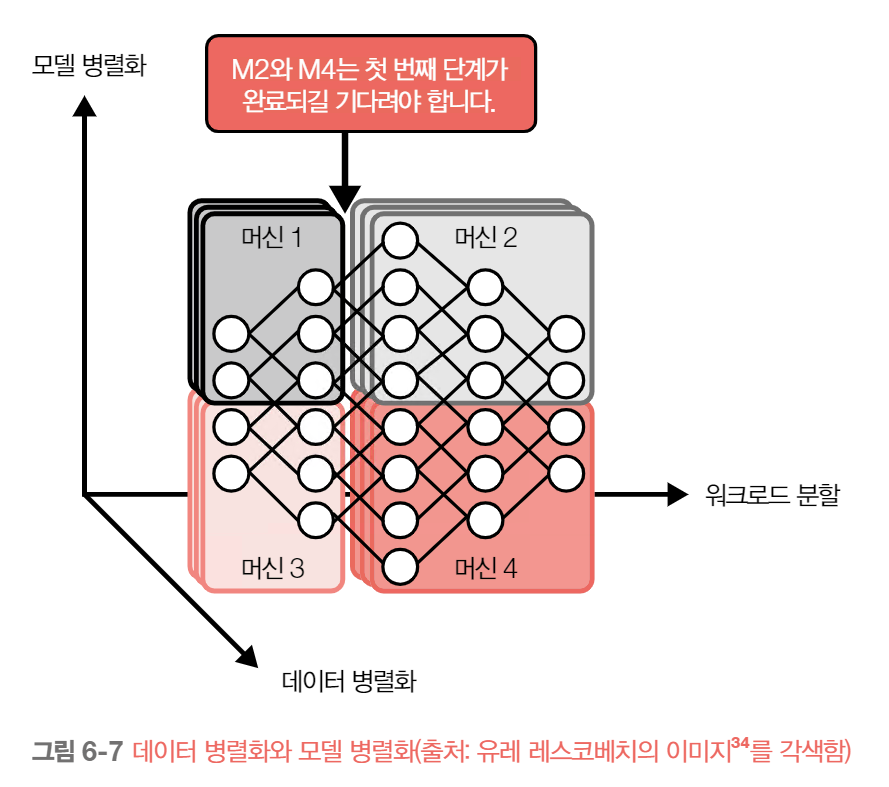 모델 병렬화
M2와 M4는 첫 번째 단계가
완료되길 기다려야 합니다.
머신 1
머신 2
머신 3
머신 4
워크로드 분할
데이터 병렬화
그림 6-7 데이터 병렬화와 모델 병렬화(출처: 유레 레스코베치의 이미지³⁴를 각색함)